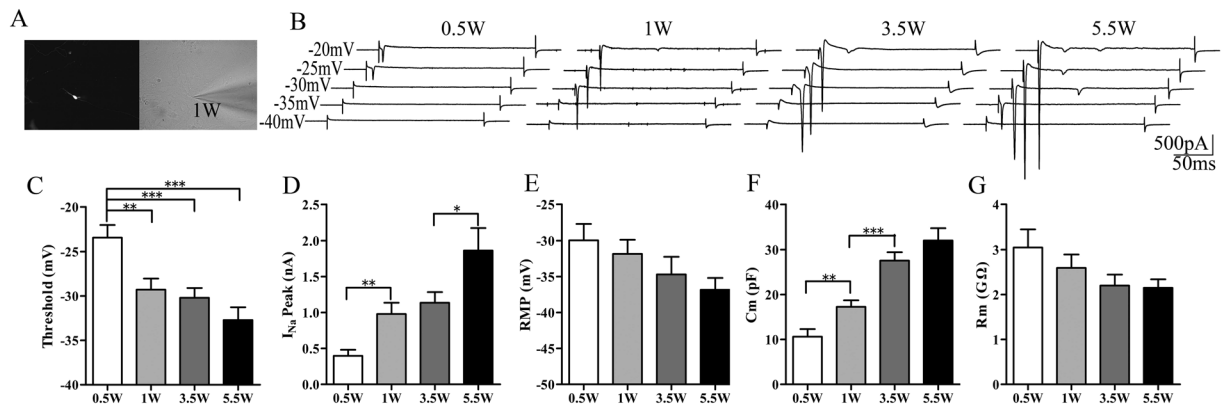 A
1W
B
0.5W 1W 3.5W 5.5W
-20mV
-25mV
-30mV
-35mV
-40mV
500pA
50ms
C
***
***
**
Threshold (mV)
-20
-25
-30
-35
-40
0.5W 1W 3.5W 5.5W
D
*
**
INa Peak (nA)
2.5
2.0
1.5
1.0
0.5
0.0
0.5W 1W 3.5W 5.5W
E
RMP (mV)
-25
-30
-35
-40
-45
-50
0.5W 1W 3.5W 5.5W
F
***
**
Cm (pF)
40
30
20
10
0
0.5W 1W 3.5W 5.5W
G
Rm (GΩ)
4
3
2
1
0
0.5W 1W 3.5W 5.5W